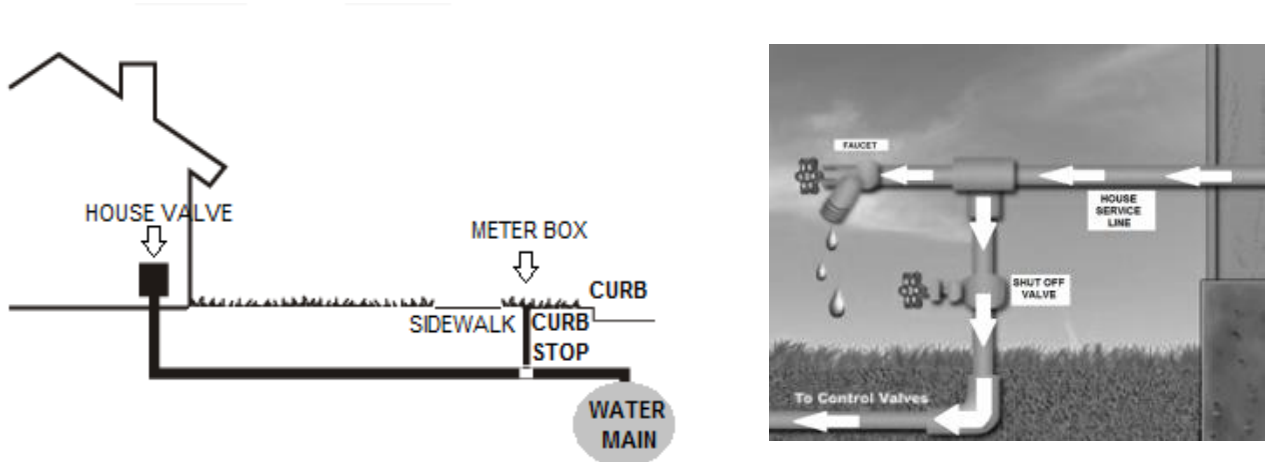 HOUSE VALVE
METER BOX
CURB
SIDEWALK
CURB
STOP
WATER
MAIN
FAUCET
HOUSE
SERVICE
LINE
SHUT OFF
VALVE
To Control Valves